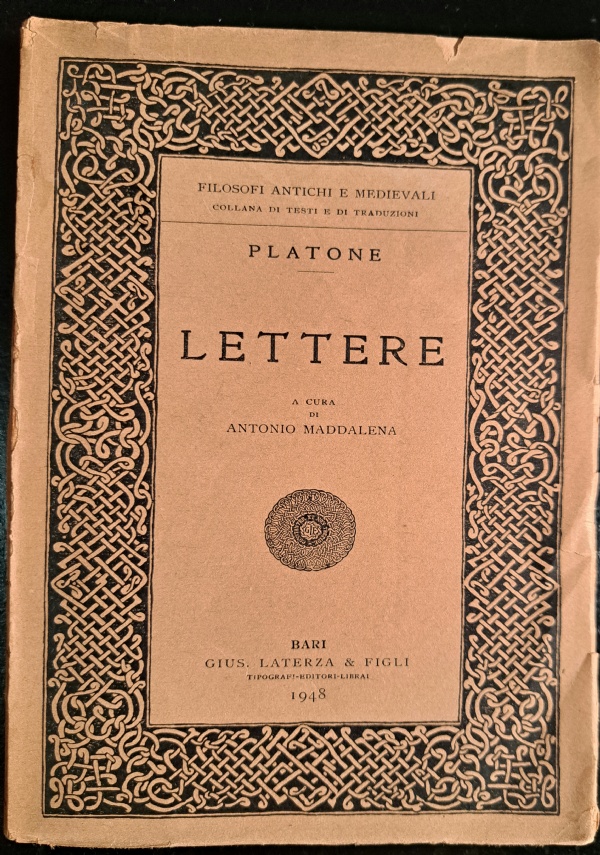 FILOSOFI ANTICHI E MEDIEVALI
COLLANA DI TESTI E DI TRADUZIONI
PLATONE
LETTERE
A CURA
DI
ANTONIO MADDALENA
BARI
GIUS. LATERZA & FIGLI
TIPOGRAFI-EDITORI-LIBRAI
1948